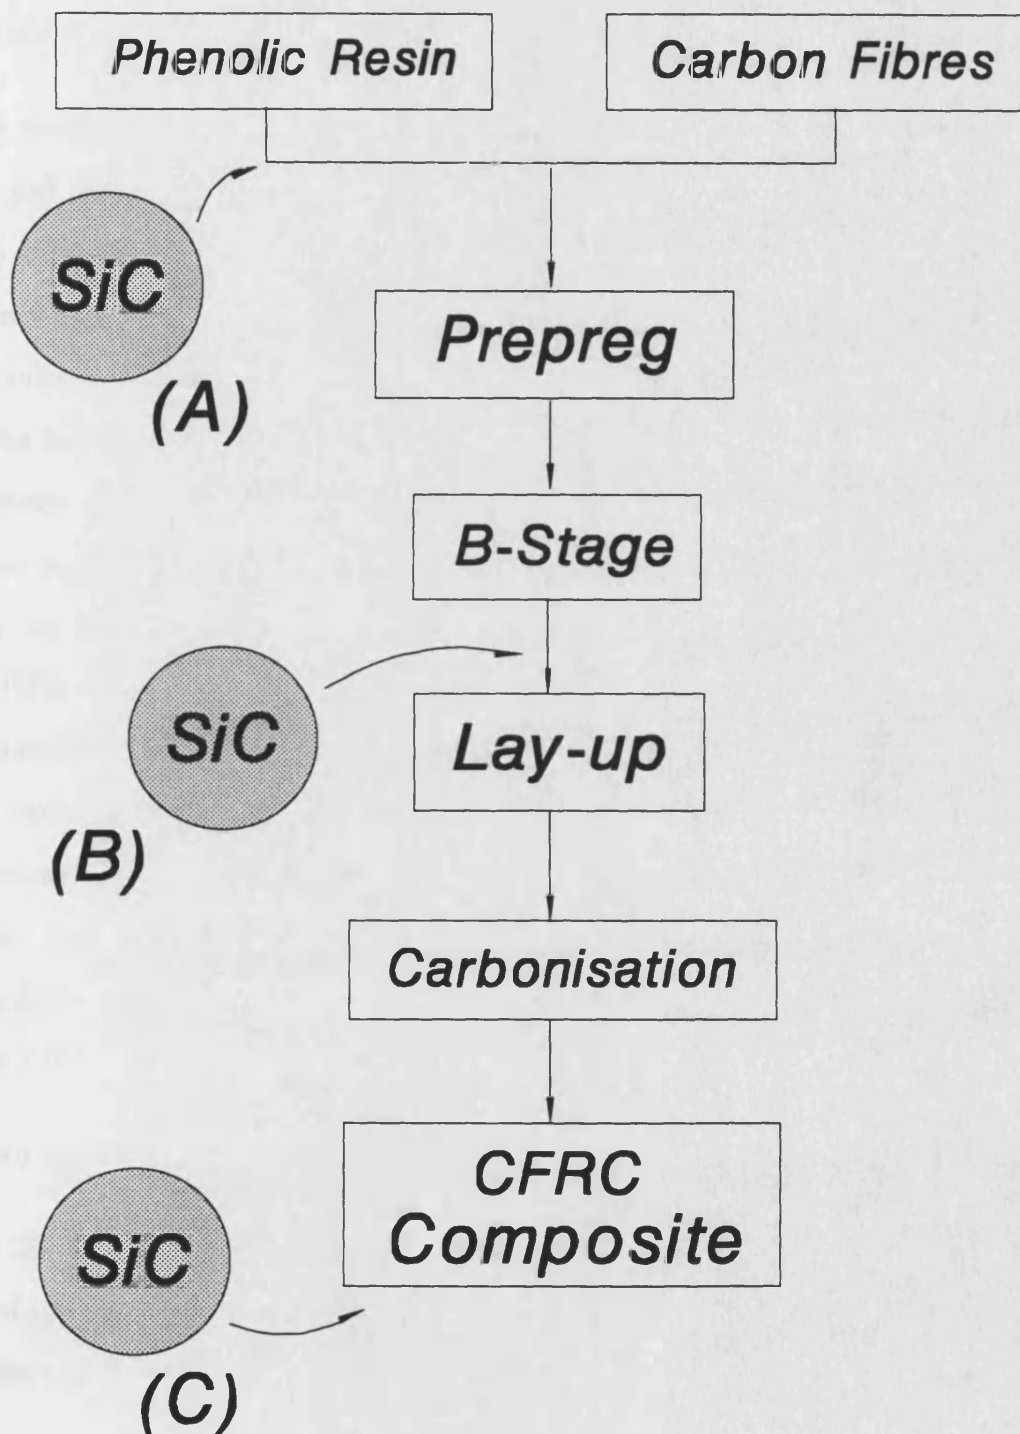 Phenolic Resin
Carbon Fibres
SiC
(A)
Prepreg
B-Stage
SiC
(B)
Lay-up
Carbonisation
CFRC
Composite
SiC
(C)